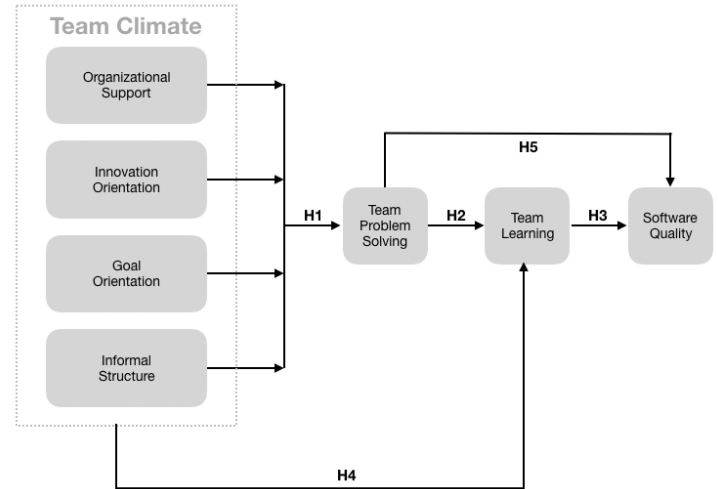 Team Climate
Organizational
Support
Innovation
Orientation
Goal
Orientation
Informal
Structure
H1
Team
Problem
Solving
H2
Team
Learning
H3
Software
Quality
H5
H4